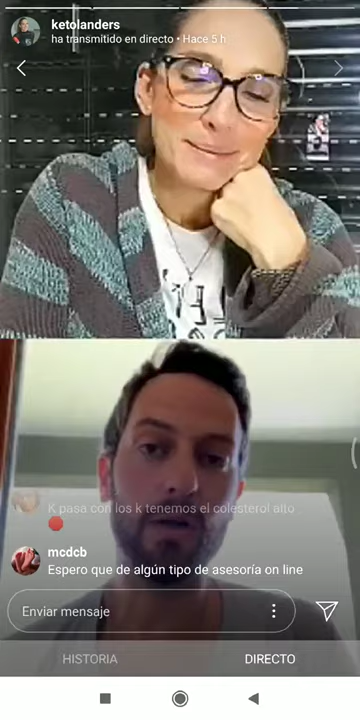 ketolanders
ha transmitido en directo • Hace 5 h
K pasa con los k tenemos el colesterol alto .
mcdcb
Espero que de algún tipo de asesoría on line
Enviar mensaje
HISTORIA
DIRECTO